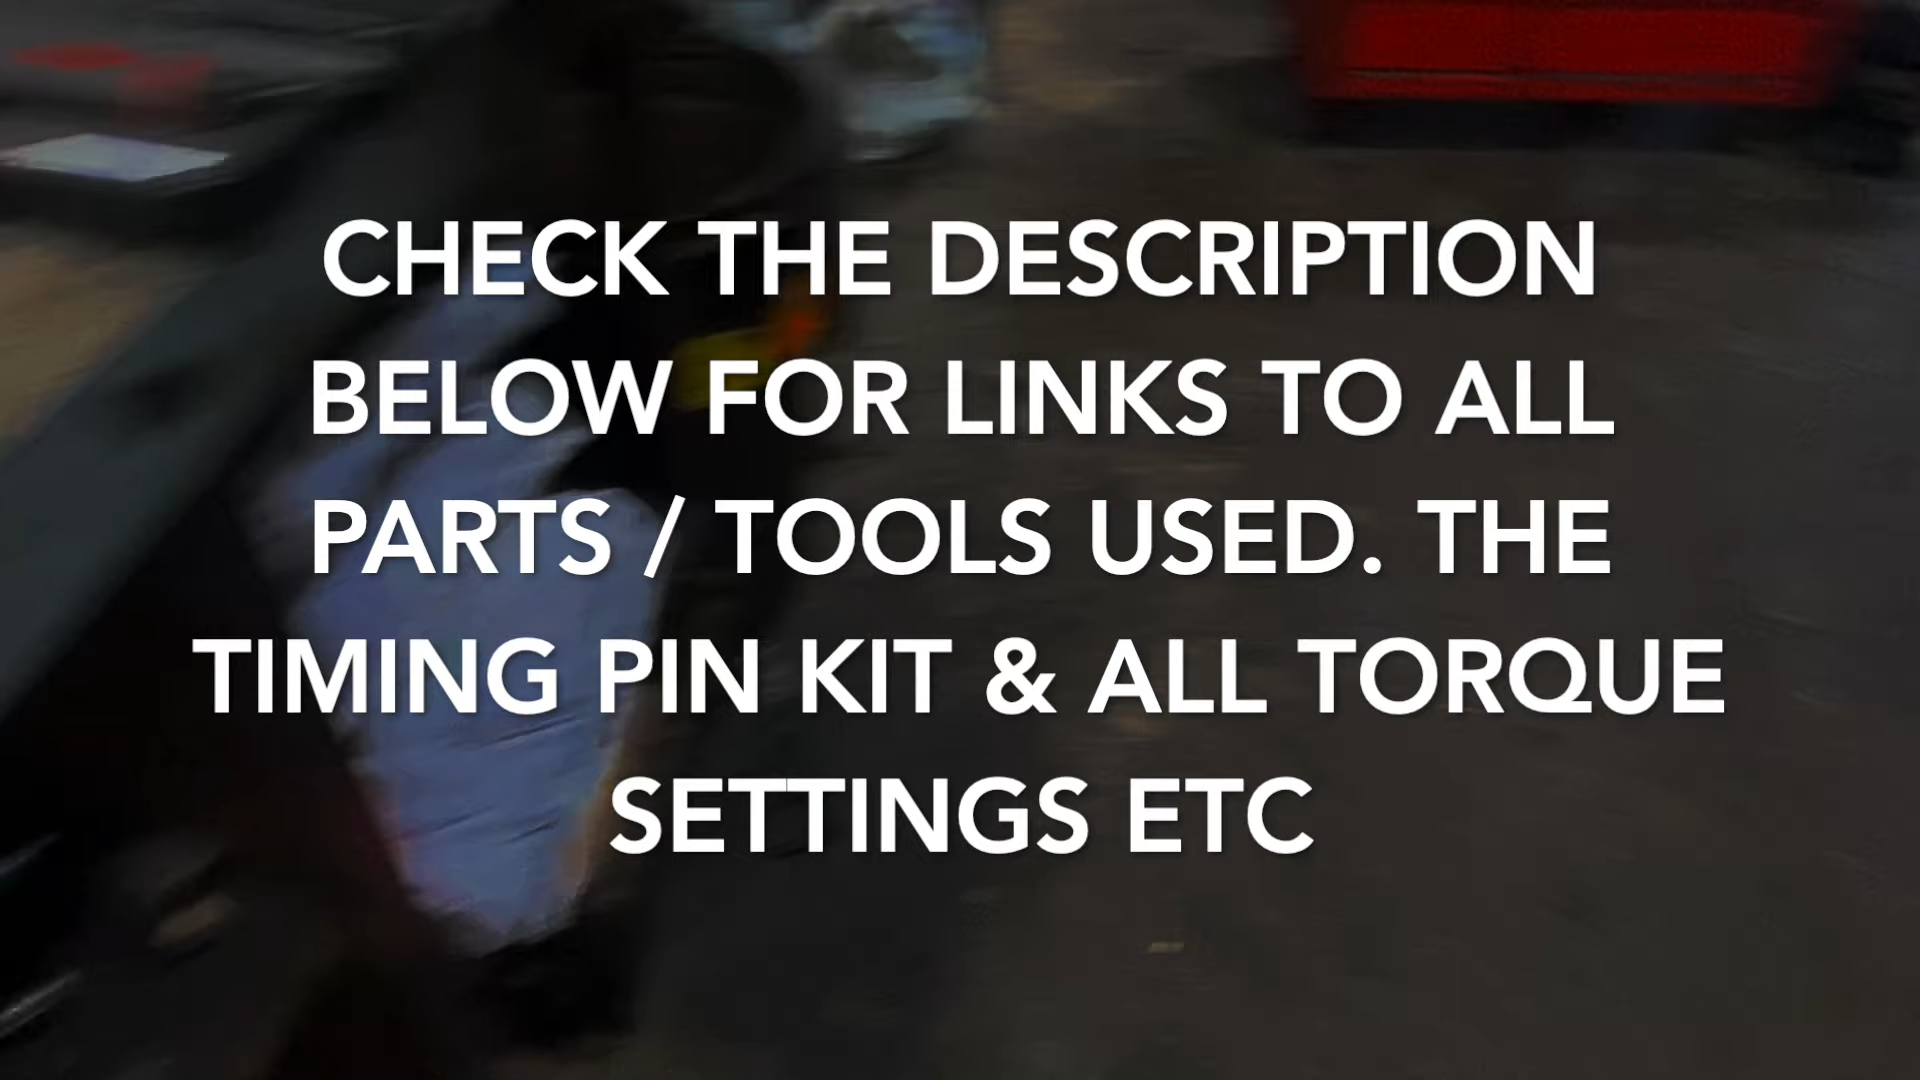 CHECK THE DESCRIPTION
BELOW FOR LINKS TO ALL
PARTS / TOOLS USED. THE
TIMING PIN KIT & ALL TORQUE
SETTINGS ETC